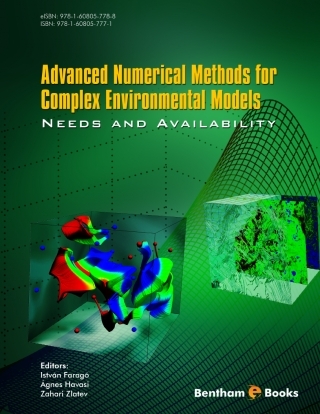 eISBN: 978-1-60805-778-8
ISBN: 978-1-60805-777-1
Advanced Numerical Methods for
Complex Environmental Models
NEEDS AND AVAILABILITY
Editors:
István Faragó
Ágnes Havasi
Zahari Zlatev
Bentham e Books